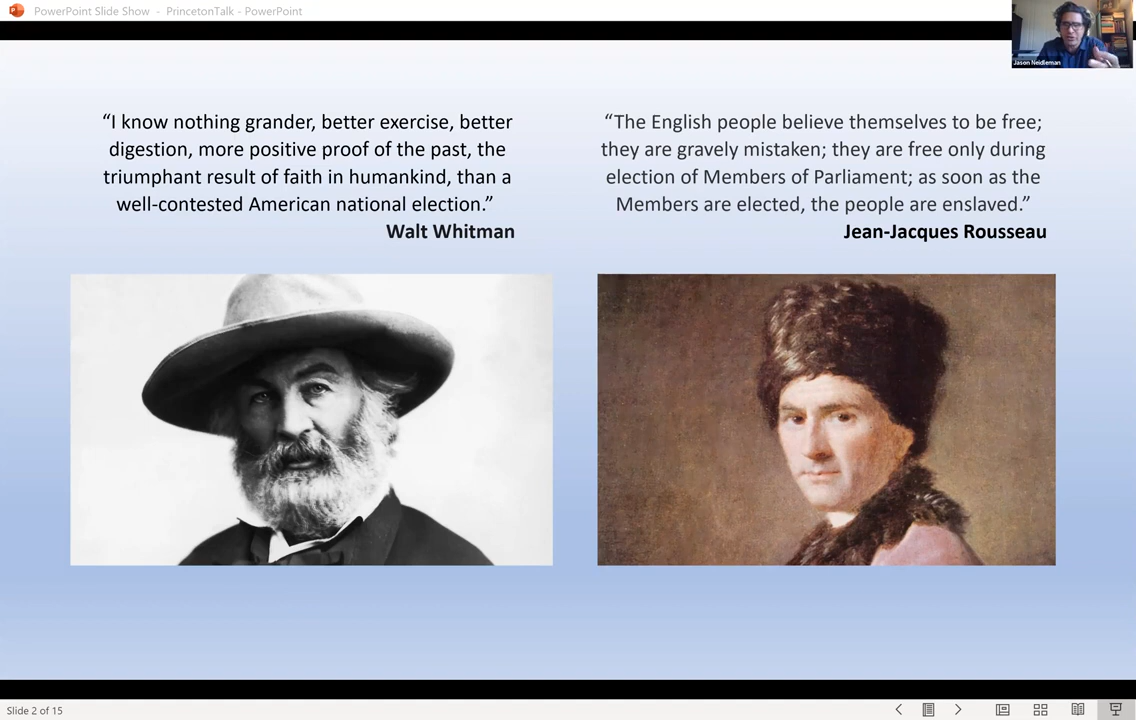 PowerPoint Slide Show - PrincetonTalk - PowerPoint
Jason Neidleman
“I know nothing grander, better exercise, better
digestion, more positive proof of the past, the
triumphant result of faith in humankind, than a
well-contested American national election.”
Walt Whitman
“The English people believe themselves to be free;
they are gravely mistaken; they are free only during
election of Members of Parliament; as soon as the
Members are elected, the people are enslaved.”
Jean-Jacques Rousseau
Slide 2 of 15